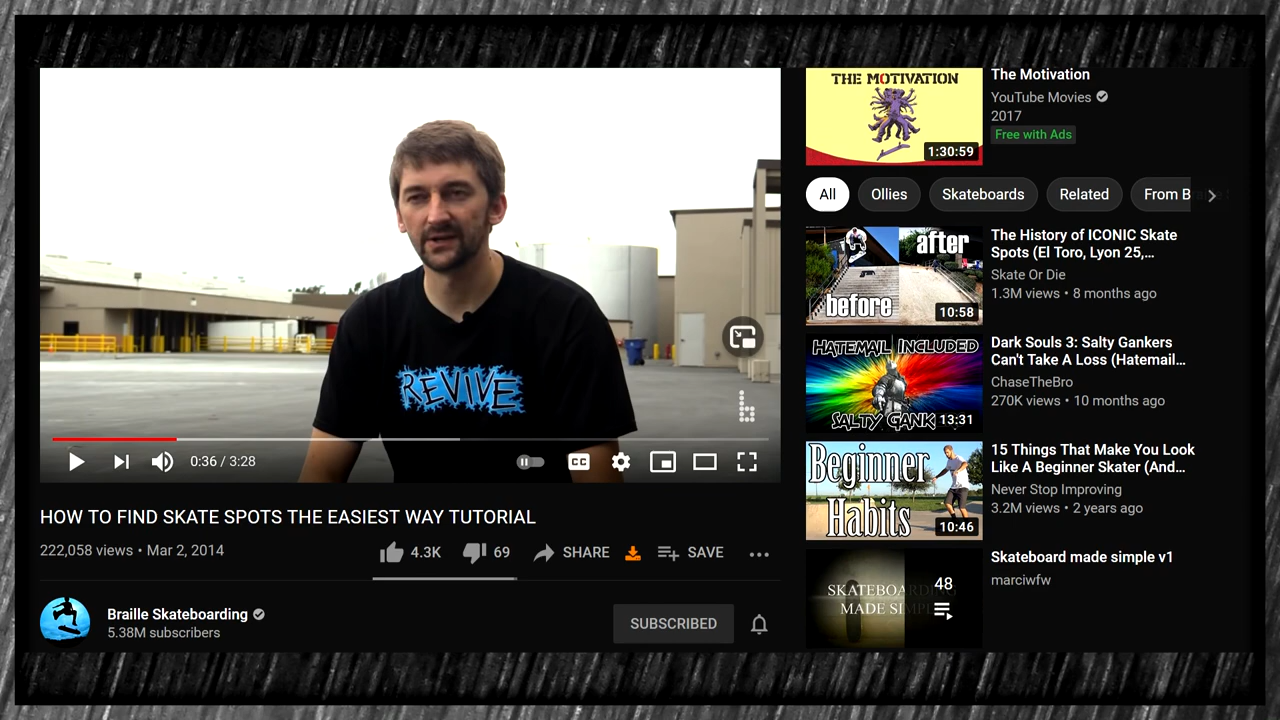 REVIVE
0:36 / 3:28
CC
HOW TO FIND SKATE SPOTS THE EASIEST WAY TUTORIAL
222,058 views • Mar 2, 2014
4.3K
69
SHARE
SAVE
Braille Skateboarding
5.38M subscribers
SUBSCRIBED
THE MOTIVATION
1:30:59
The Motivation
YouTube Movies
2017
Free with Ads
All
Ollies
Skateboards
Related
From B
before
after
10:58
The History of ICONIC Skate
Spots (El Toro, Lyon 25,...
Skate Or Die
1.3M views • 8 months ago
HATEMAIL INCLUDED
SALTY GANK
13:31
Dark Souls 3: Salty Gankers
Can't Take A Loss (Hatemail...
ChaseTheBro
270K views • 10 months ago
Beginner
Habits
10:46
15 Things That Make You Look
Like A Beginner Skater (And...
Never Stop Improving
3.2M views • 2 years ago
SKATEBOARDING
MADE SIMPLE
48
Skateboard made simple v1
marciwfw